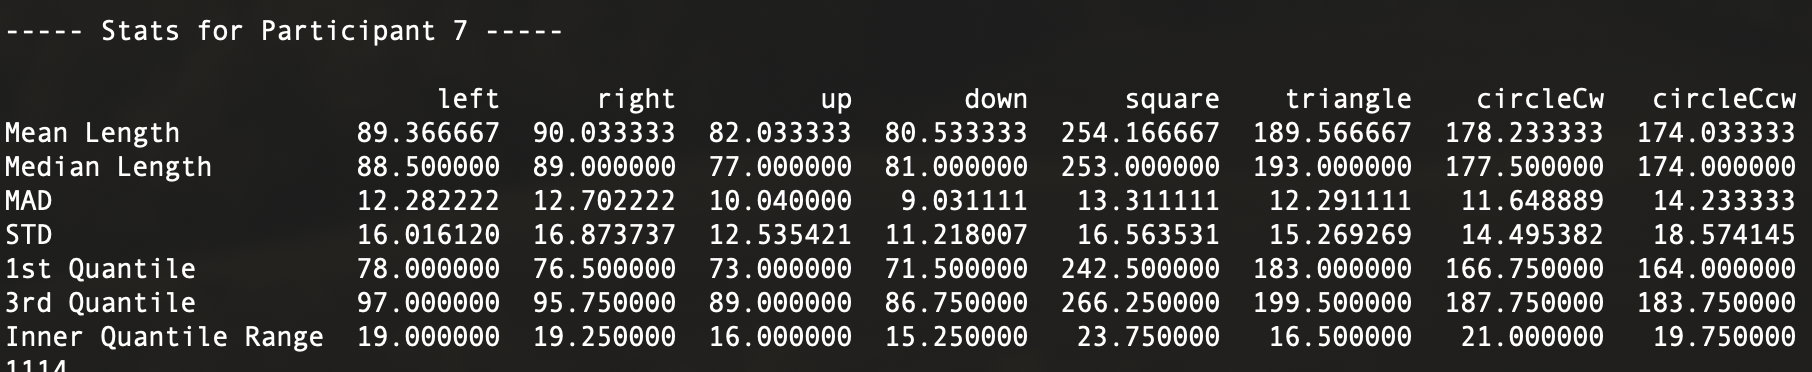 ----- Stats for Participant 7 -----
left right up down square triangle circleCw circleCcw
Mean Length 89.366667 90.033333 82.033333 80.533333 254.166667 189.566667 178.233333 174.033333
Median Length 88.500000 89.000000 77.000000 81.000000 253.000000 193.000000 177.500000 174.000000
MAD 12.282222 12.702222 10.040000 9.031111 13.311111 12.291111 11.648889 14.233333
STD 16.016120 16.873737 12.535421 11.218007 16.563531 15.269269 14.495382 18.574145
1st Quantile 78.000000 76.500000 73.000000 71.500000 242.500000 183.000000 166.750000 164.000000
3rd Quantile 97.000000 95.750000 89.000000 86.750000 266.250000 199.500000 187.750000 183.750000
Inner Quantile Range 19.000000 19.250000 16.000000 15.250000 23.750000 16.500000 21.000000 19.750000
1114